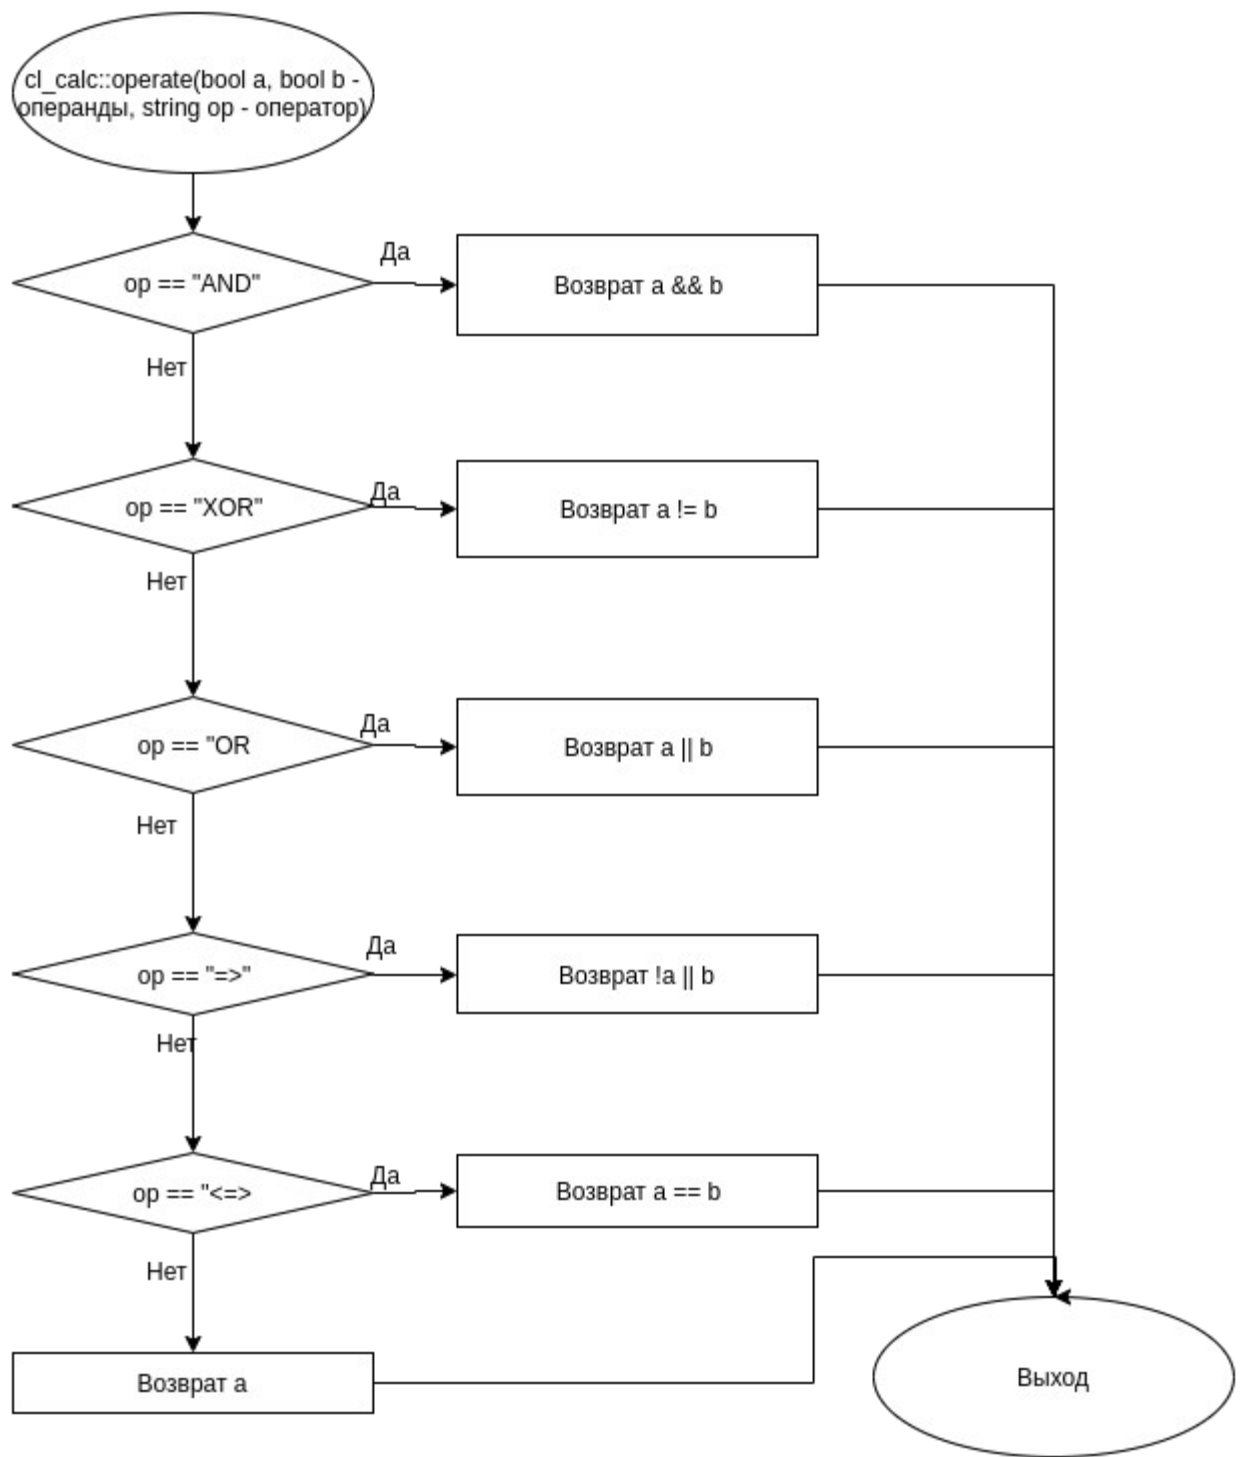 cl_calc::operate(bool a, bool b -
операнды, string op - оператор)
op == "AND"
Да
Возврат a && b
Нет
op == "XOR"
Да
Возврат a != b
Нет
op == "OR
Да
Возврат a || b
Нет
op == "=>"
Да
Возврат !a || b
Нет
op == "<=>
Да
Возврат a == b
Нет
Возврат a
Выход